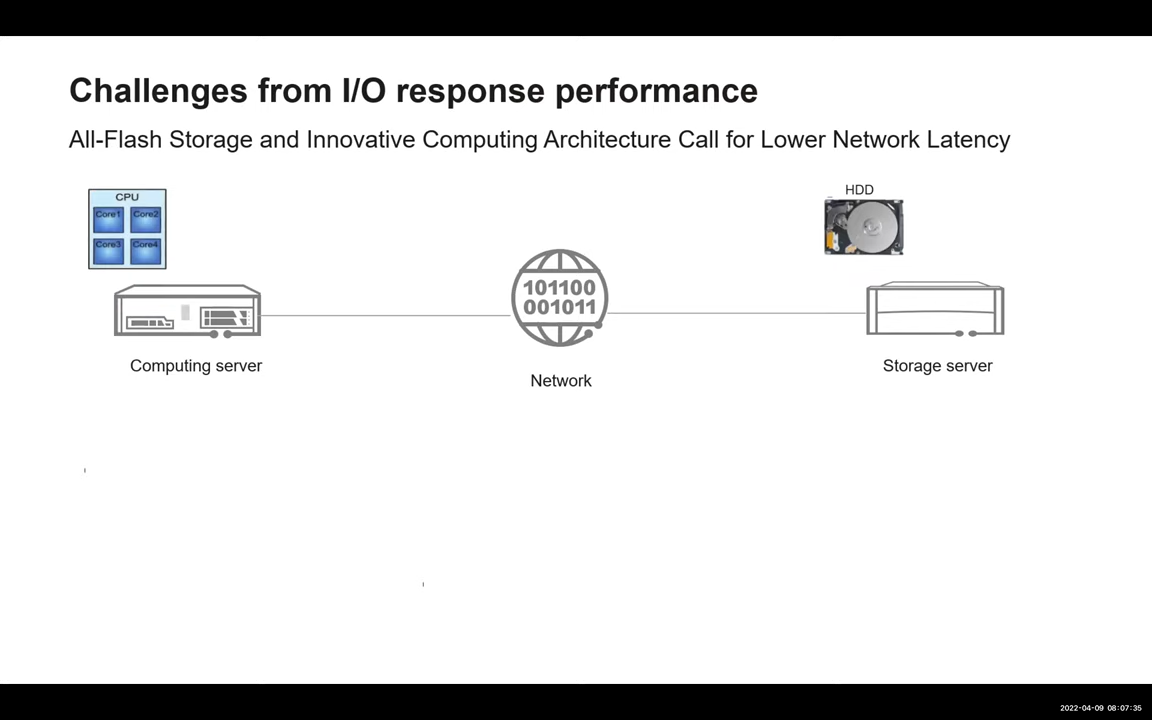 Challenges from I/O response performance
All-Flash Storage and Innovative Computing Architecture Call for Lower Network Latency
CPU
Core1 Core2
Core3 Core4
HDD
101100
001011
Computing server
Network
Storage server
2022-04-09 08:07:35